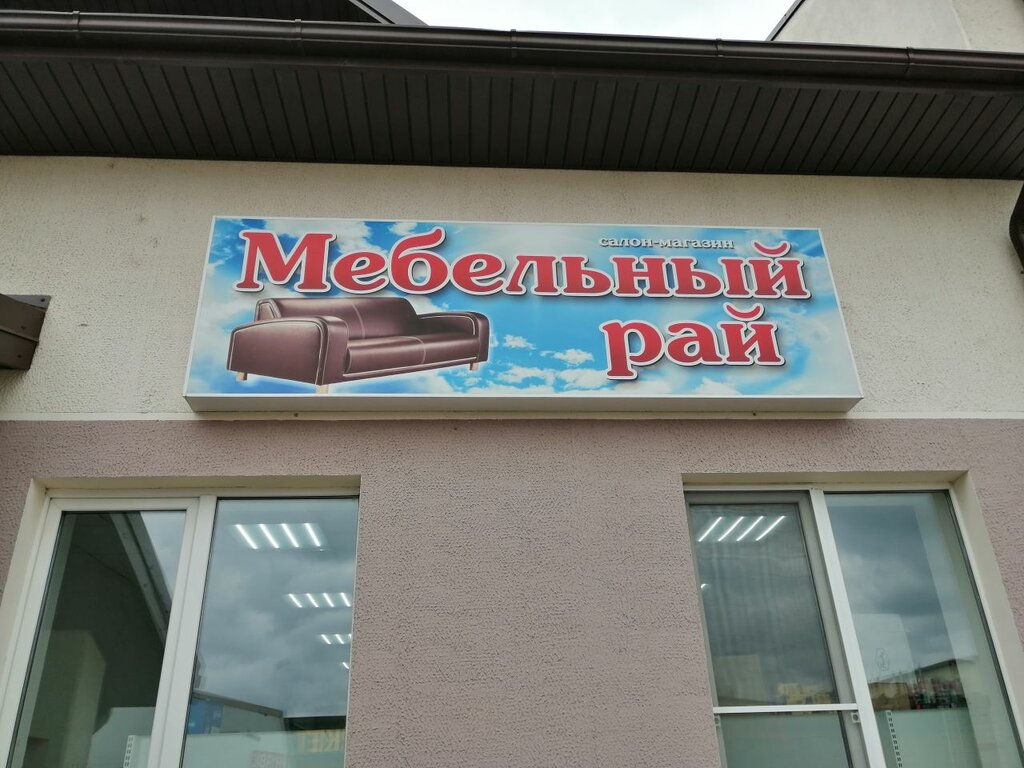 салон-магазин
Мебельный
рай